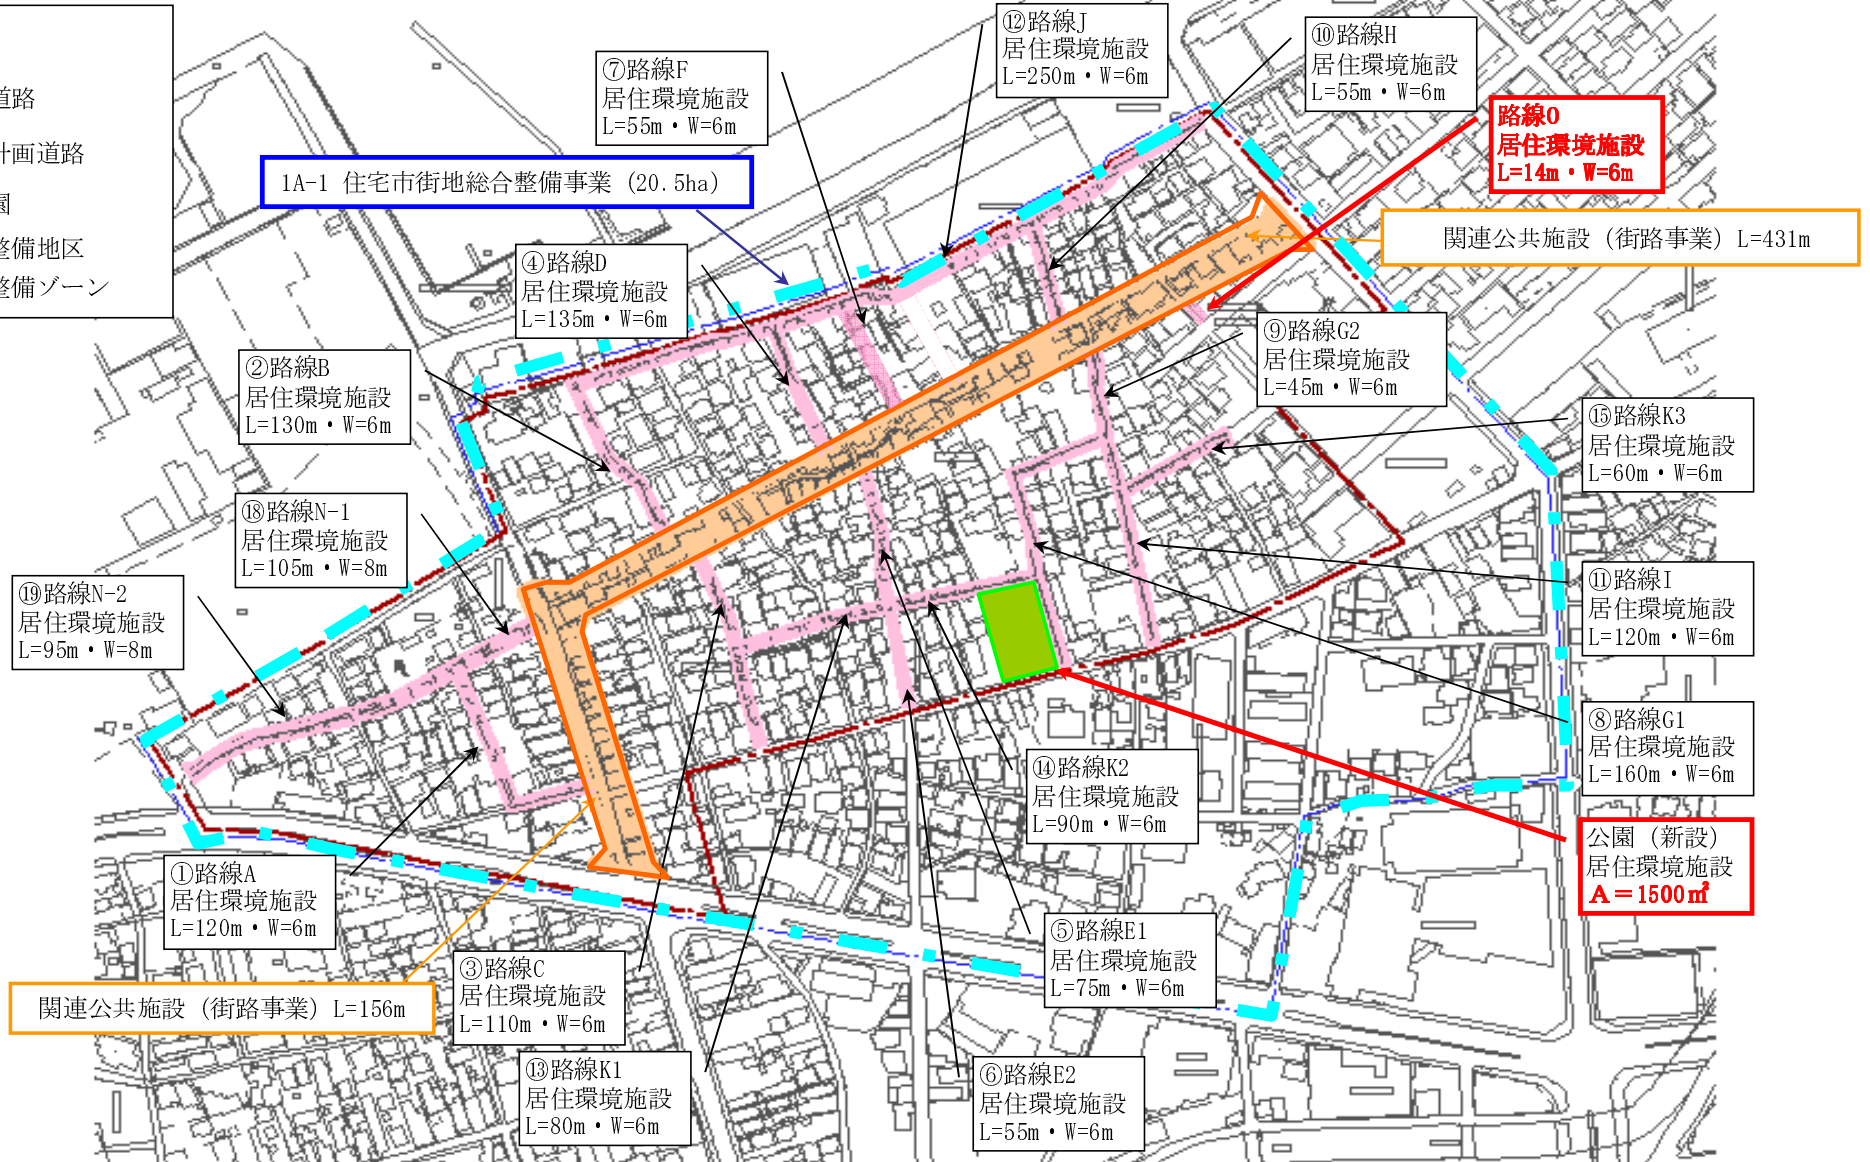 道路
計画道路
園
整備地区
整備ゾーン
⑦路線F
居住環境施設
L=55m・W=6m
⑫路線J
居住環境施設
L=250m・W=6m
⑩路線H
居住環境施設
L=55m・W=6m
路線O
居住環境施設
L=14m・W=6m
1A-1 住宅市街地総合整備事業（20.5ha）
関連公共施設（街路事業）L=431m
④路線D
居住環境施設
L=135m・W=6m
⑨路線G2
居住環境施設
L=45m・W=6m
②路線B
居住環境施設
L=130m・W=6m
⑮路線K3
居住環境施設
L=60m・W=6m
⑱路線N-1
居住環境施設
L=105m・W=8m
⑲路線N-2
居住環境施設
L=95m・W=8m
⑪路線I
居住環境施設
L=120m・W=6m
⑧路線G1
居住環境施設
L=160m・W=6m
⑭路線K2
居住環境施設
L=90m・W=6m
公園（新設）
居住環境施設
A＝1500㎡
①路線A
居住環境施設
L=120m・W=6m
⑤路線E1
居住環境施設
L=75m・W=6m
③路線C
居住環境施設
L=110m・W=6m
関連公共施設（街路事業）L=156m
⑬路線K1
居住環境施設
L=80m・W=6m
⑥路線E2
居住環境施設
L=55m・W=6m